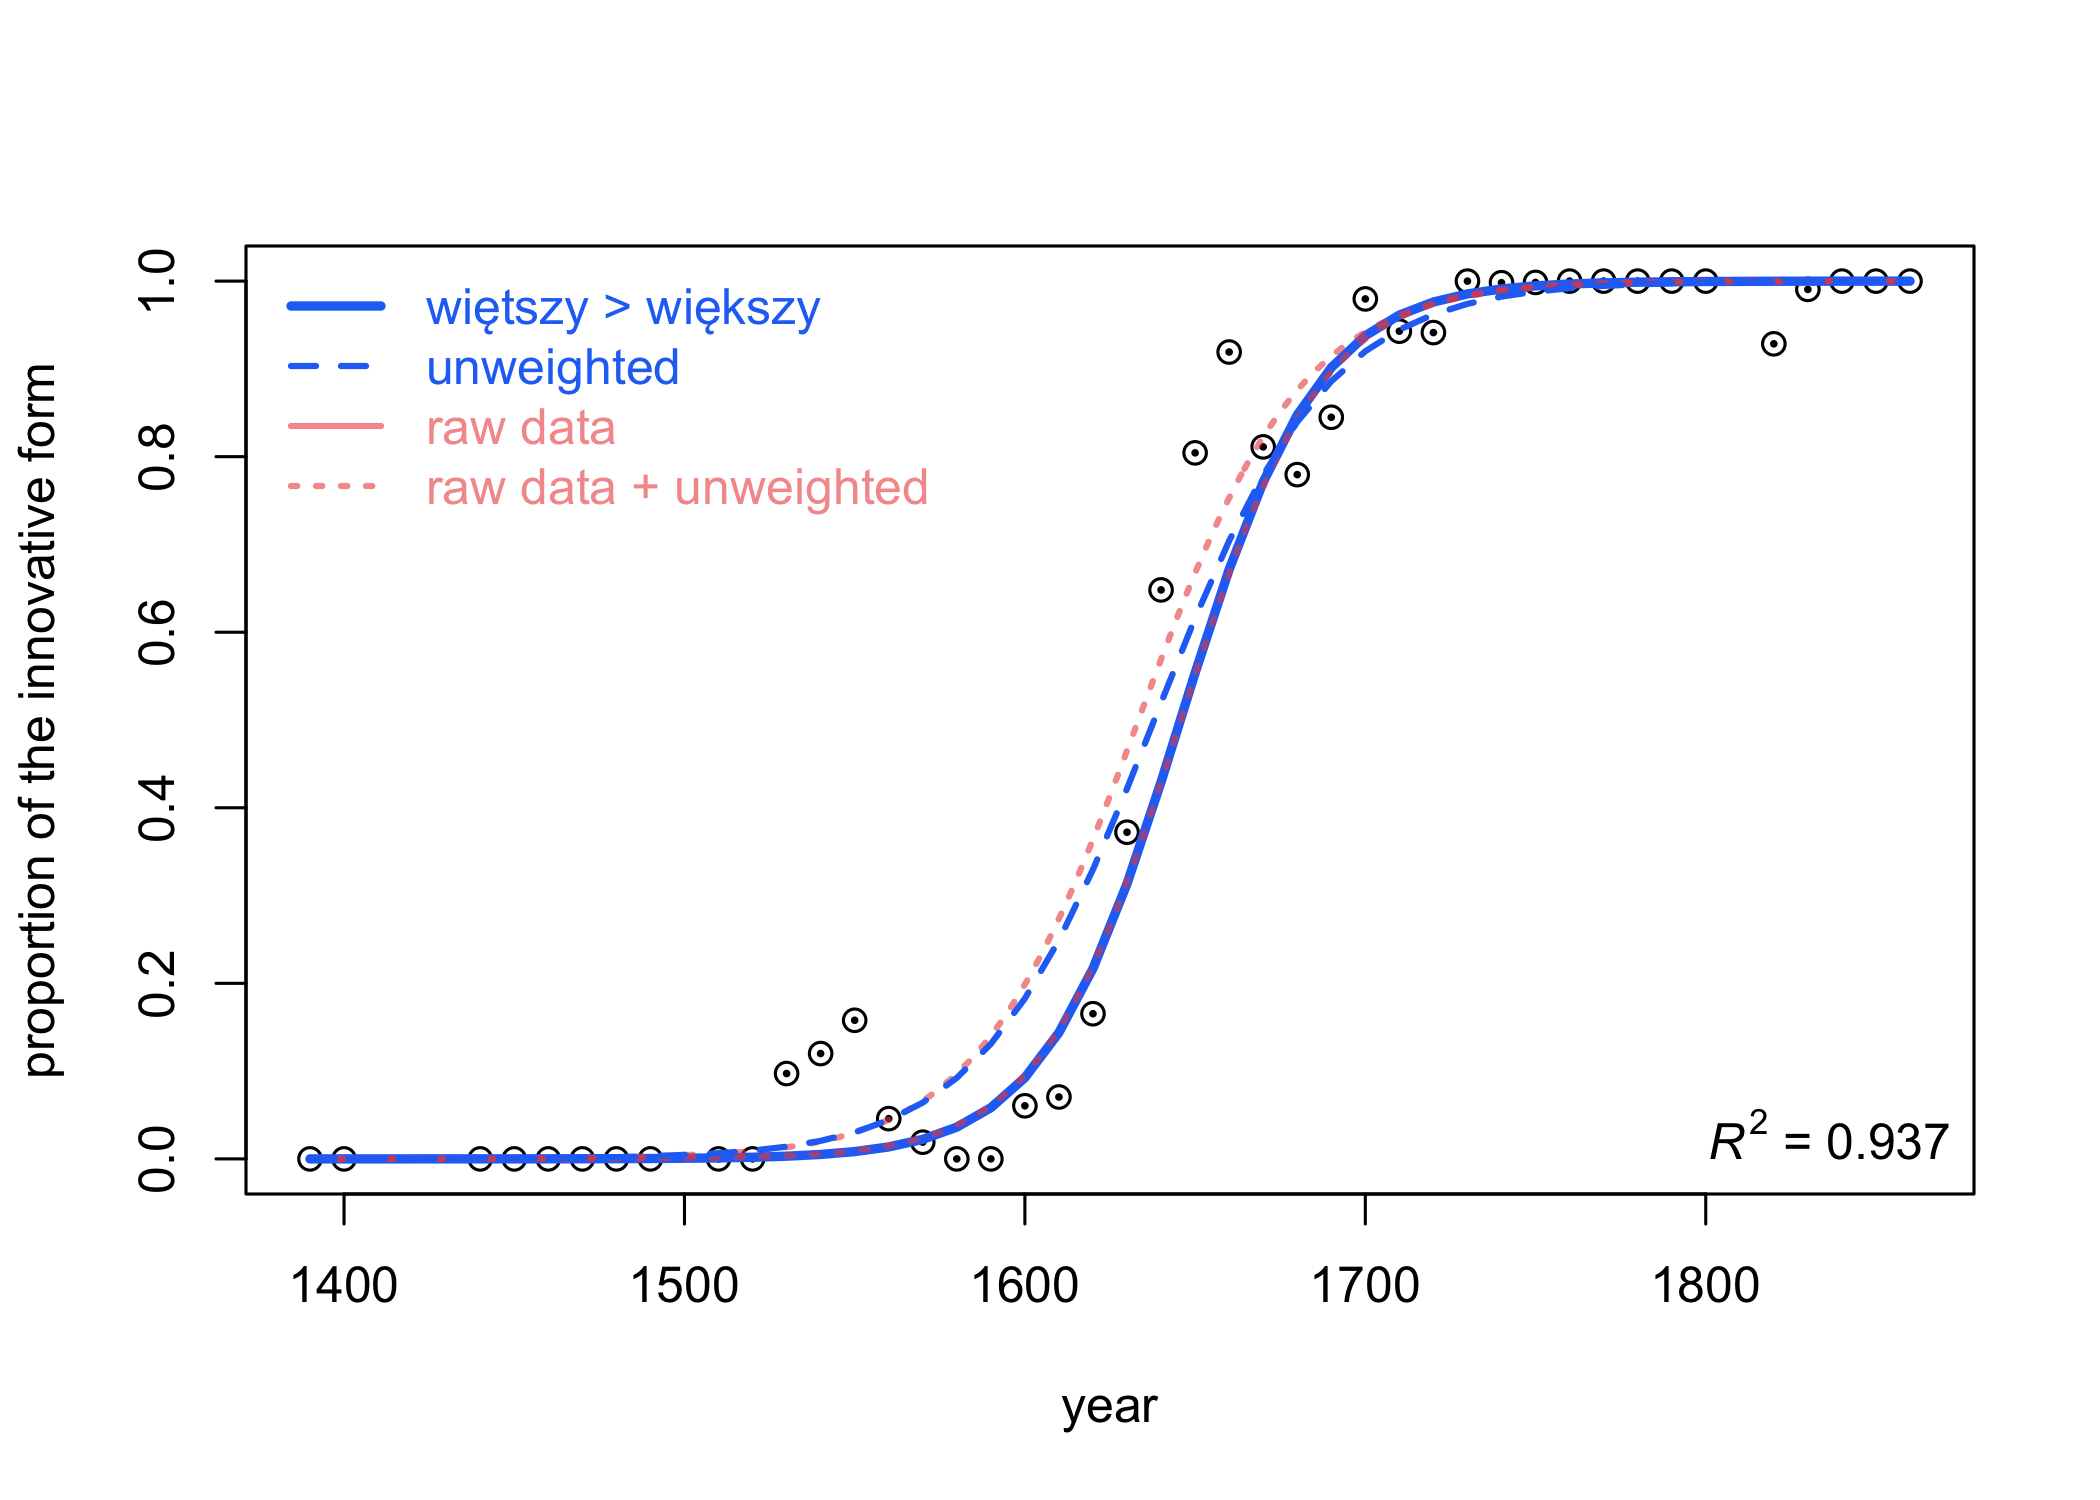 więtszy > większy
unweighted
raw data
raw data + unweighted
proportion of the innovative form
1.0
0.8
0.6
0.4
0.2
0.0
R² = 0.937
1400 1500 1600 1700 1800
year